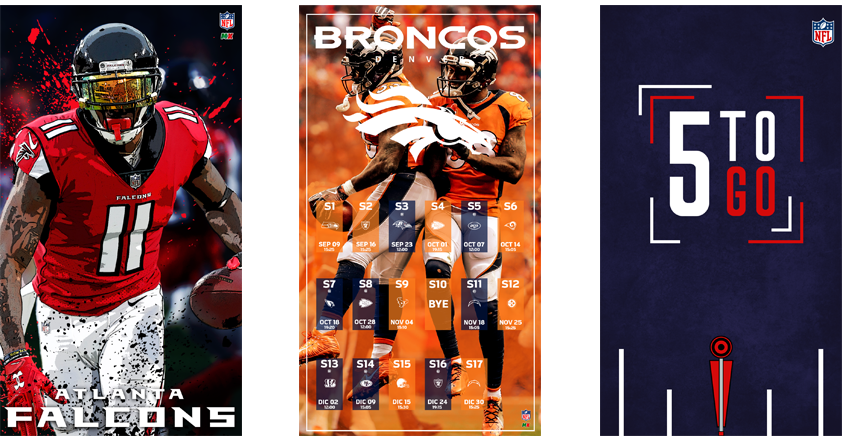 NFL
MX
11
11
FALCONS
11
ATLANTA
FALCONS
BRONCOS
S1 S2 S3 S4 S5 S6
SEP 09 SEP 16 SEP 23 OCT 01 OCT 07 OCT 14
S7 S8 S9 S10 S11 S12
BYE
OCT 18 OCT 28 NOV 04 NOV 18 NOV 25
S13 S14 S15 S16 S17
DIC 02 DIC 09 DIC 15 DIC 24 DIC 30
NFL
5 TO
GO